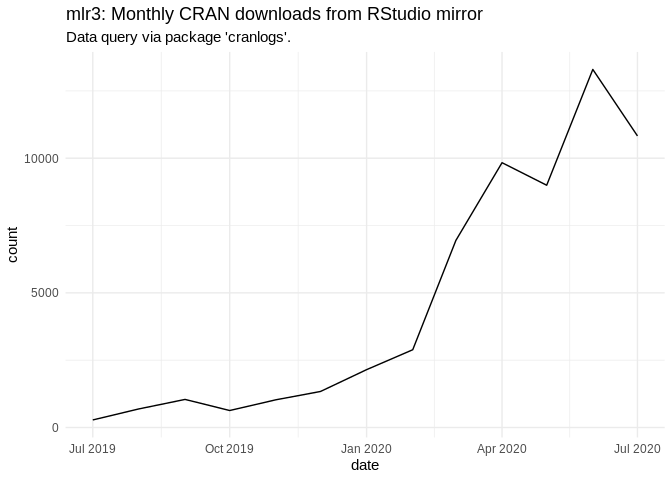 mlr3: Monthly CRAN downloads from RStudio mirror
Data query via package 'cranlogs'.
count
10000
5000
0
Jul 2019 Oct 2019 Jan 2020 Apr 2020 Jul 2020
date